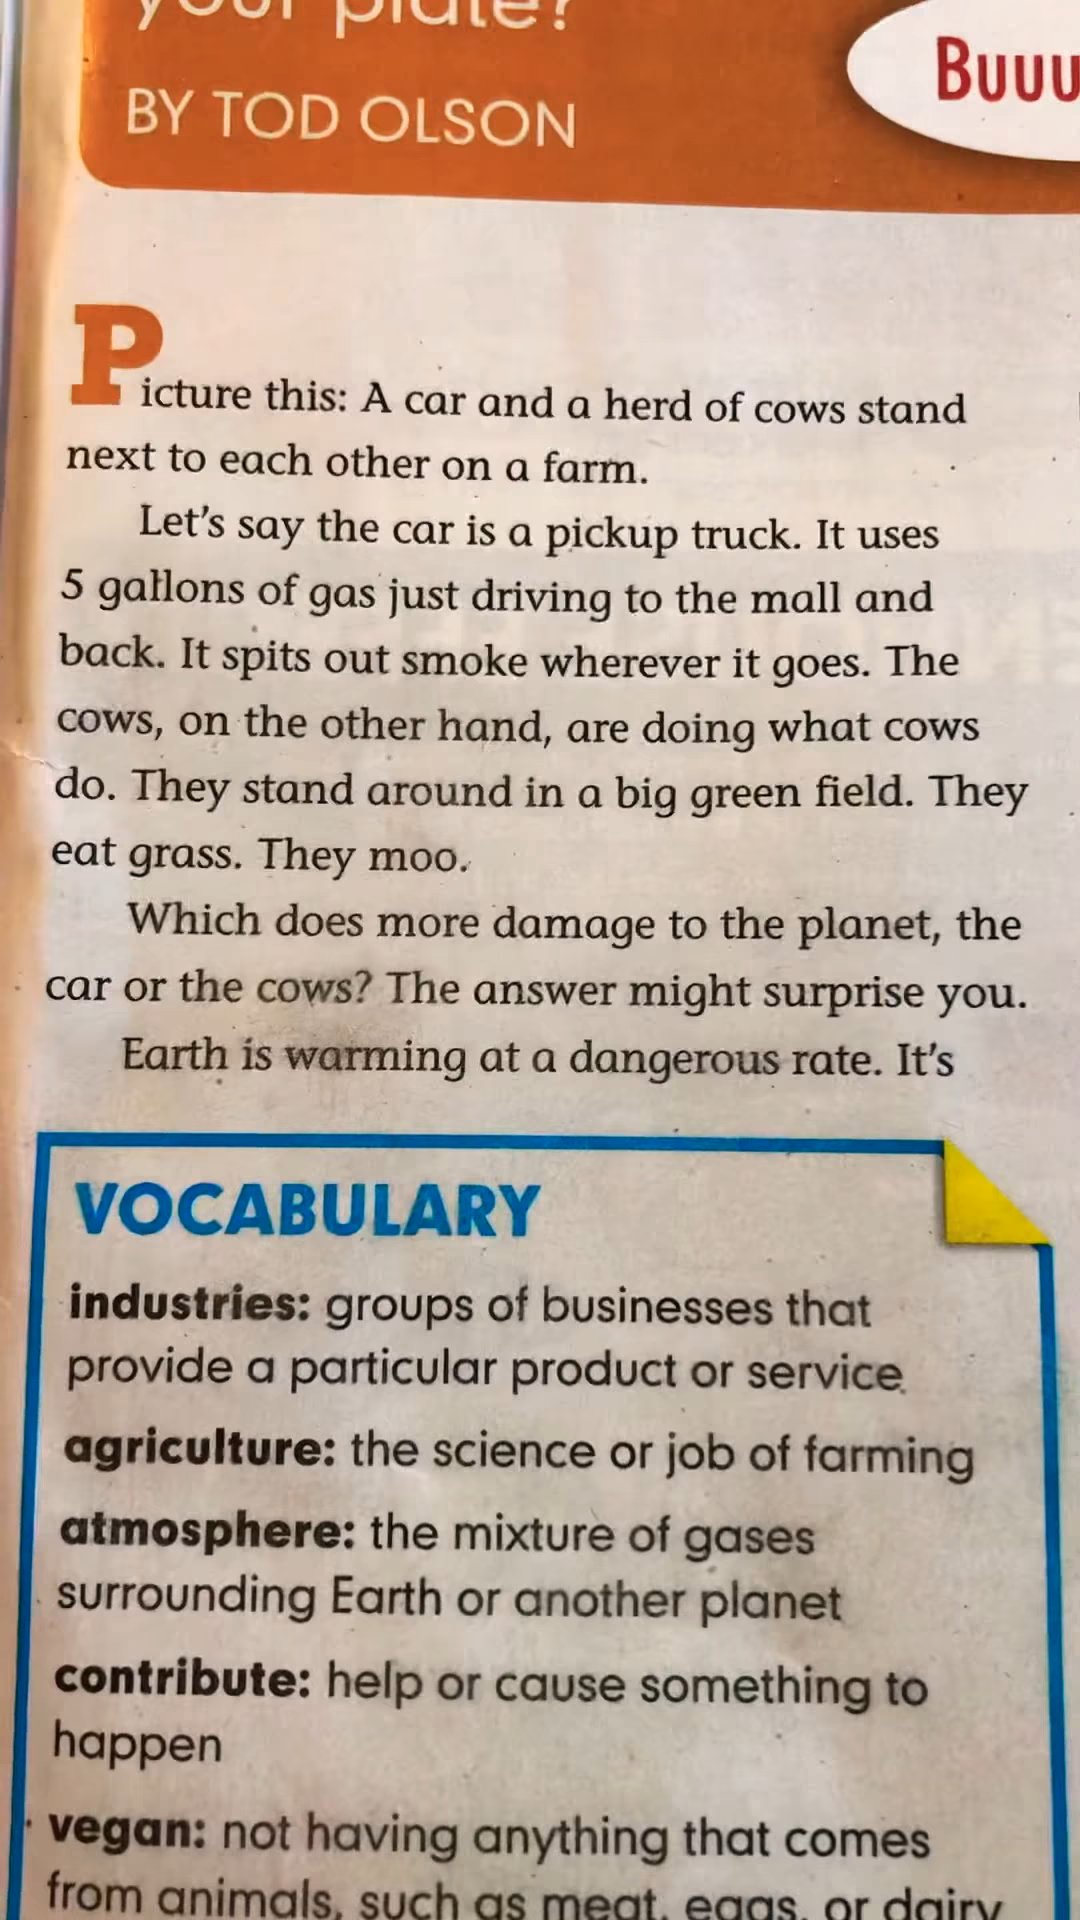 your plate?
BY TOD OLSON
Buuu
Picture this: A car and a herd of cows stand
next to each other on a farm.
Let's say the car is a pickup truck. It uses
5 gallons of gas just driving to the mall and
back. It spits out smoke wherever it goes. The
cows, on the other hand, are doing what cows
do. They stand around in a big green field. They
eat grass. They moo.
Which does more damage to the planet, the
car or the cows? The answer might surprise you.
Earth is warming at a dangerous rate. It's
VOCABULARY
industries: groups of businesses that
provide a particular product or service
agriculture: the science or job of farming
atmosphere: the mixture of gases
surrounding Earth or another planet
contribute: help or cause something to
happen
vegan: not having anything that comes
from animals, such as meat, eggs, or dairy